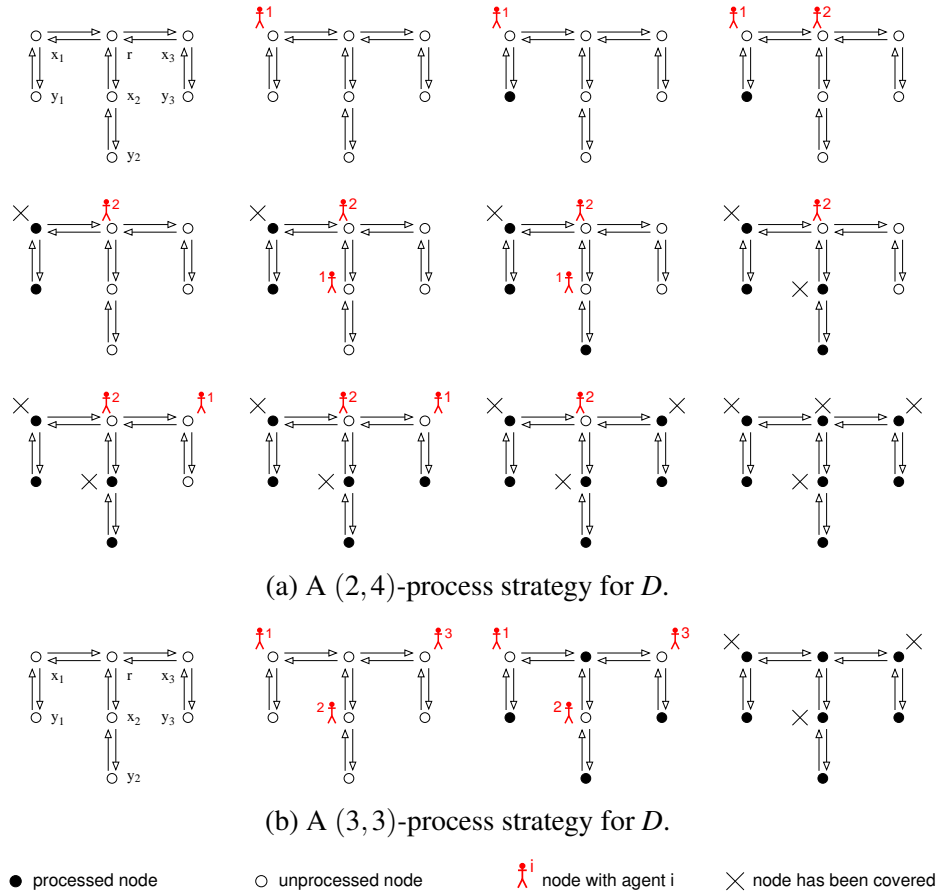 1 1 1 2
x1 r x3
y1 x2 y3
y2
2 2 2 2
1 1
2 1 2 1 2
(a) A (2,4)-process strategy for D.
1 3 1 3
x1 r x3
y1 x2 y3 2 2
y2
(b) A (3,3)-process strategy for D.
processed node unprocessed node i node with agent i node has been covered